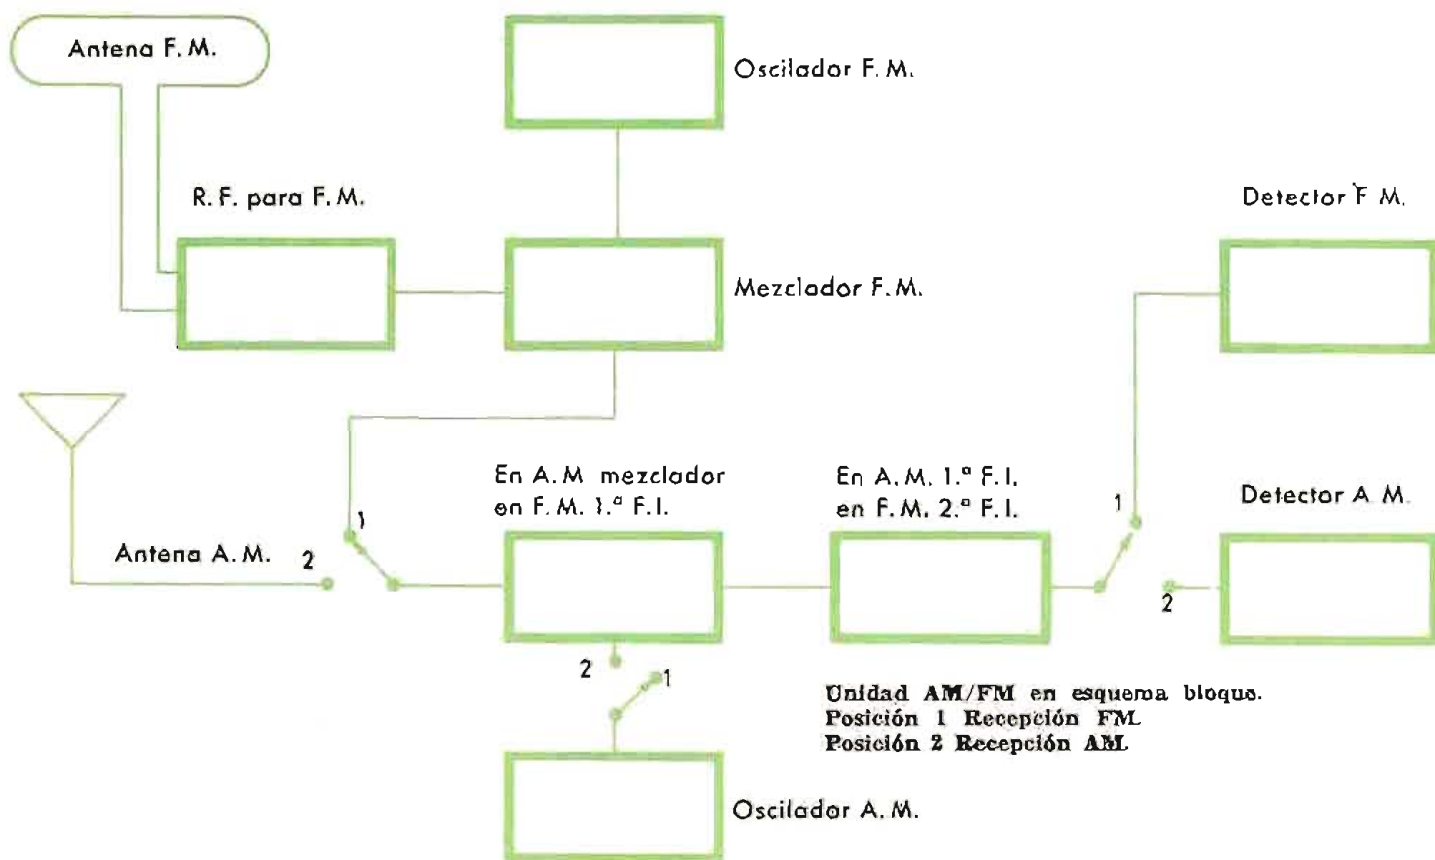 Antena F. M.
Oscilador F. M.
R. F. para F. M.
Detector F M.
Mezclador F. M.
En A. M mezclador
en F. M. 1.ª F. I.
En A. M. 1.ª F. I.
en F. M. 2.ª F. I.
1
1
Detector A M.
Antena A. M.
2
2
2
1
Unidad AM/FM en esquema bloque.
Posición 1 Recepción FM.
Posición 2 Recepción AM.
Oscilador A. M.